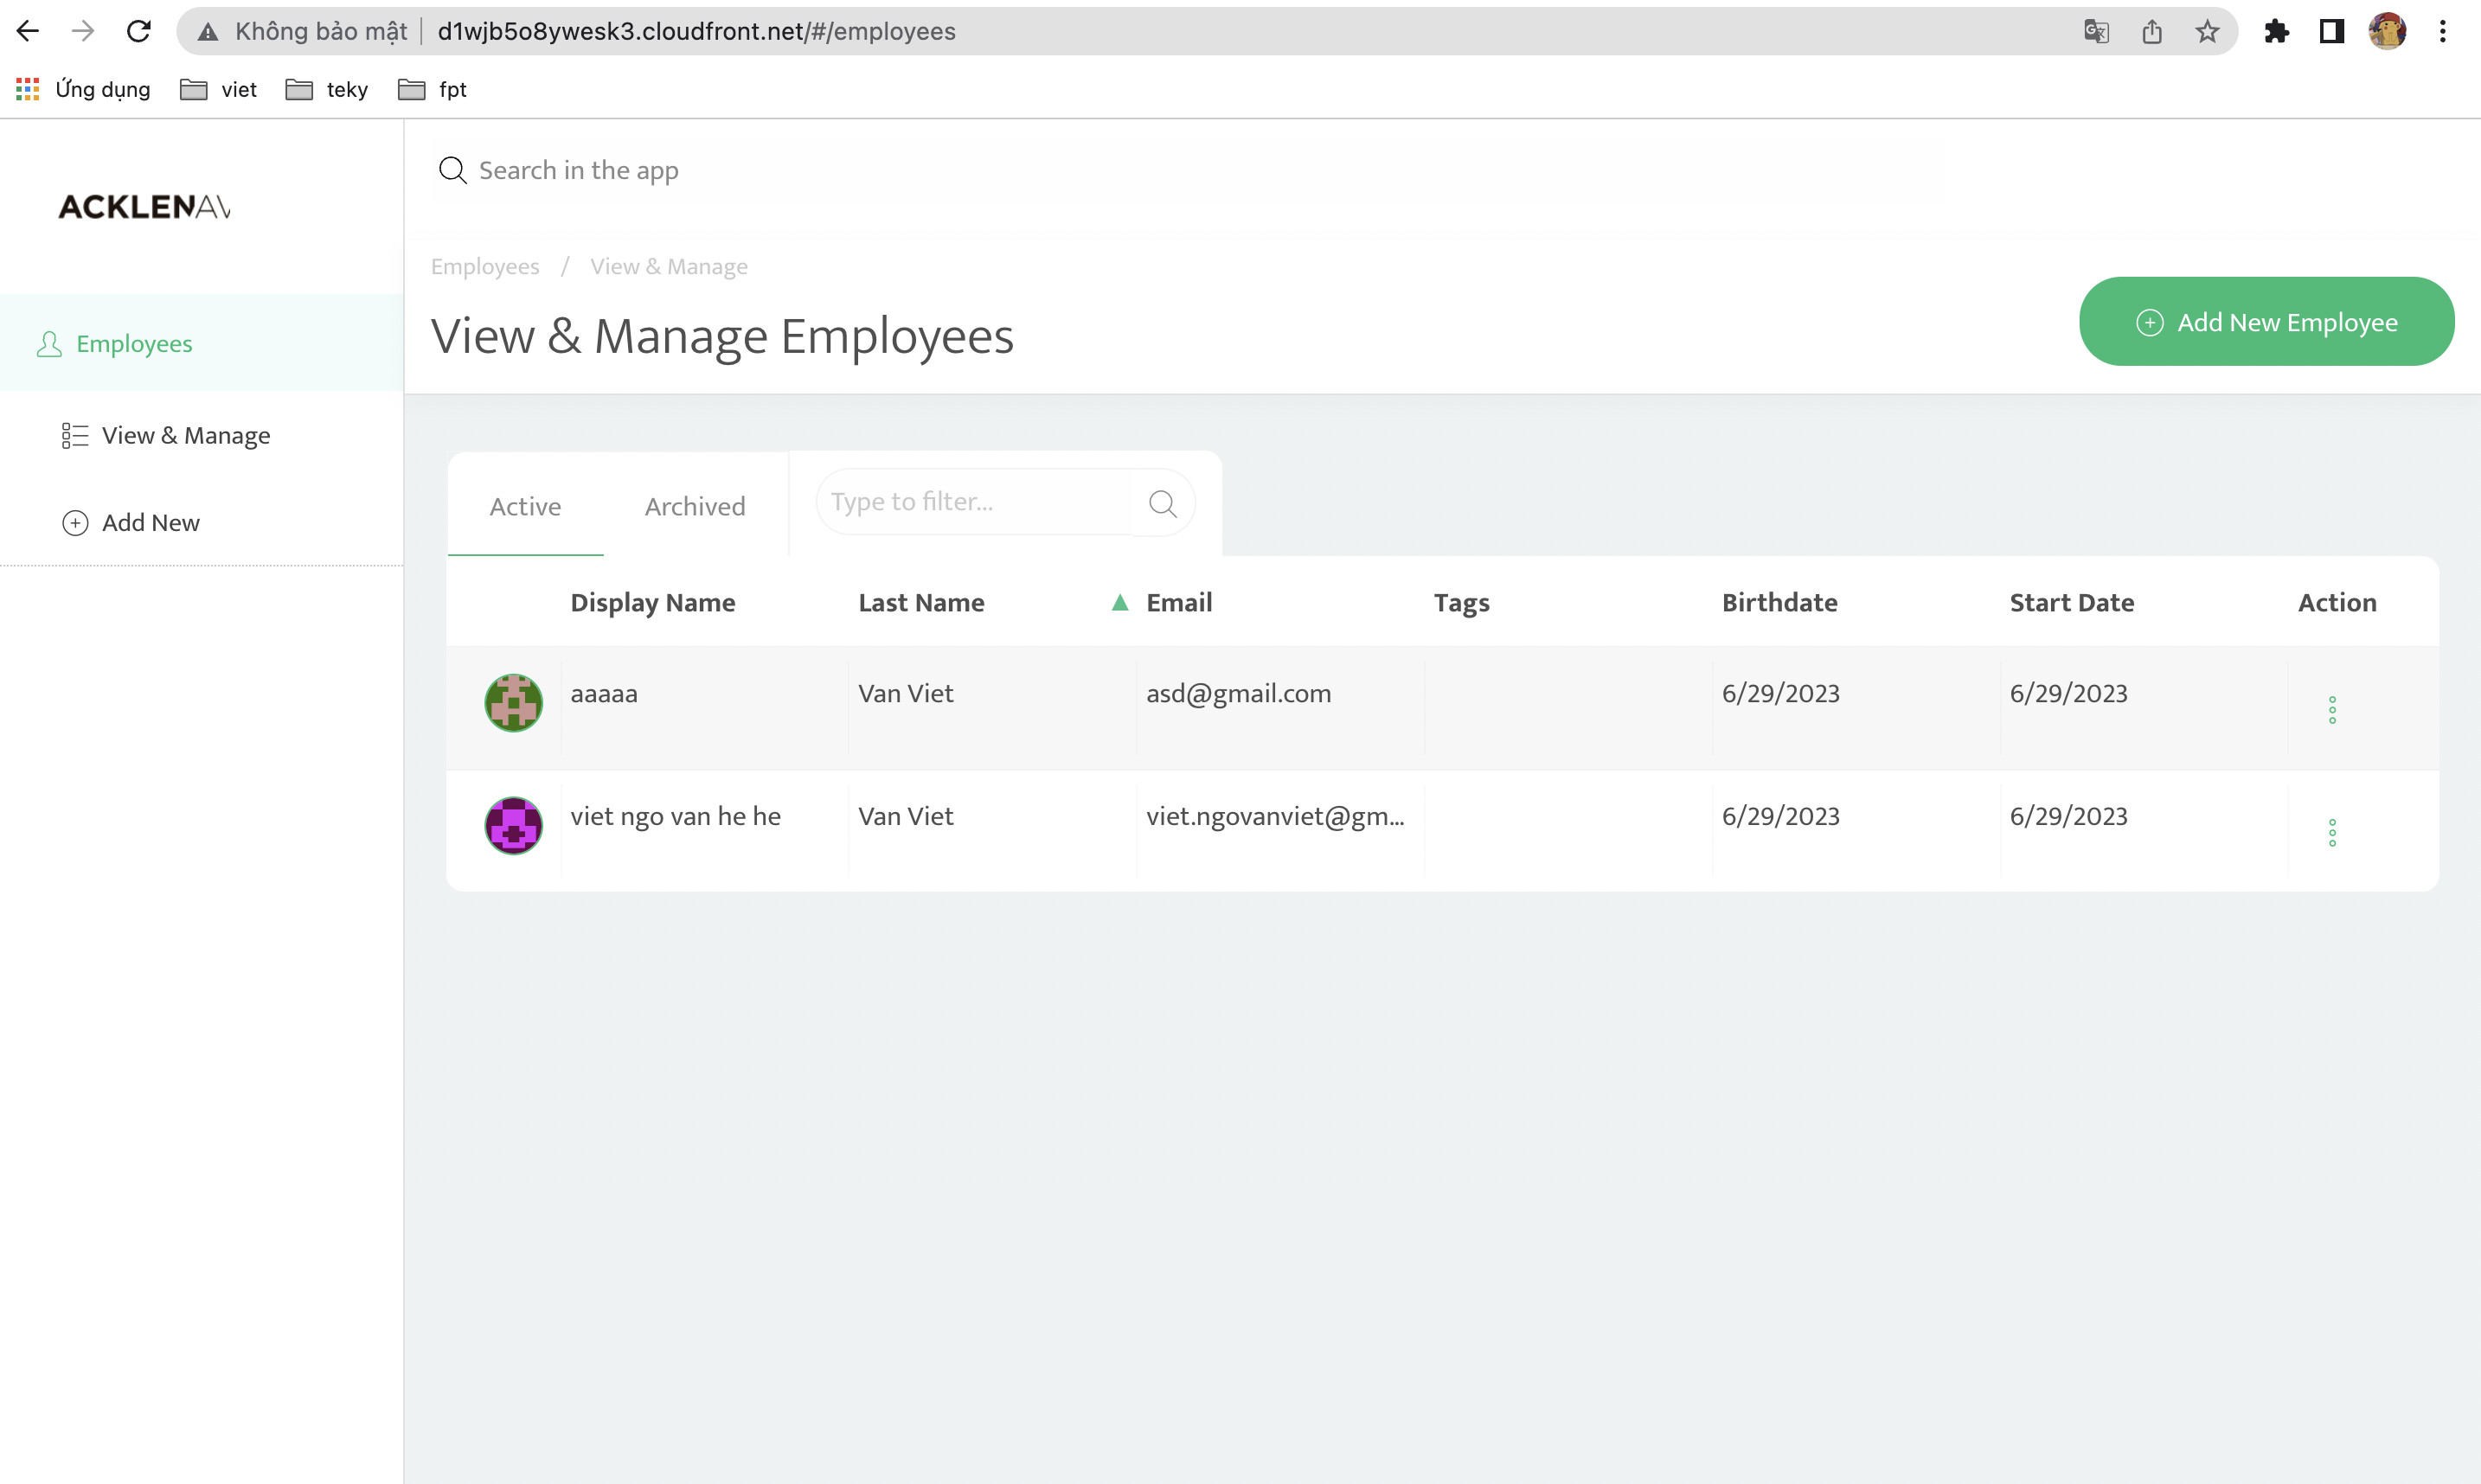 Không bảo mật d1wjb5o8ywesk3.cloudfront.net/#/employees
Ứng dụng viet teky fpt
ACKLENAV
Search in the app
Employees / View & Manage
View & Manage Employees
Add New Employee
Employees
View & Manage
Add New
Active Archived Type to filter...
Display Name Last Name Email Tags Birthdate Start Date Action
aaaaa Van Viet asd@gmail.com 6/29/2023 6/29/2023
viet ngo van he he Van Viet viet.ngovanviet@gm... 6/29/2023 6/29/2023